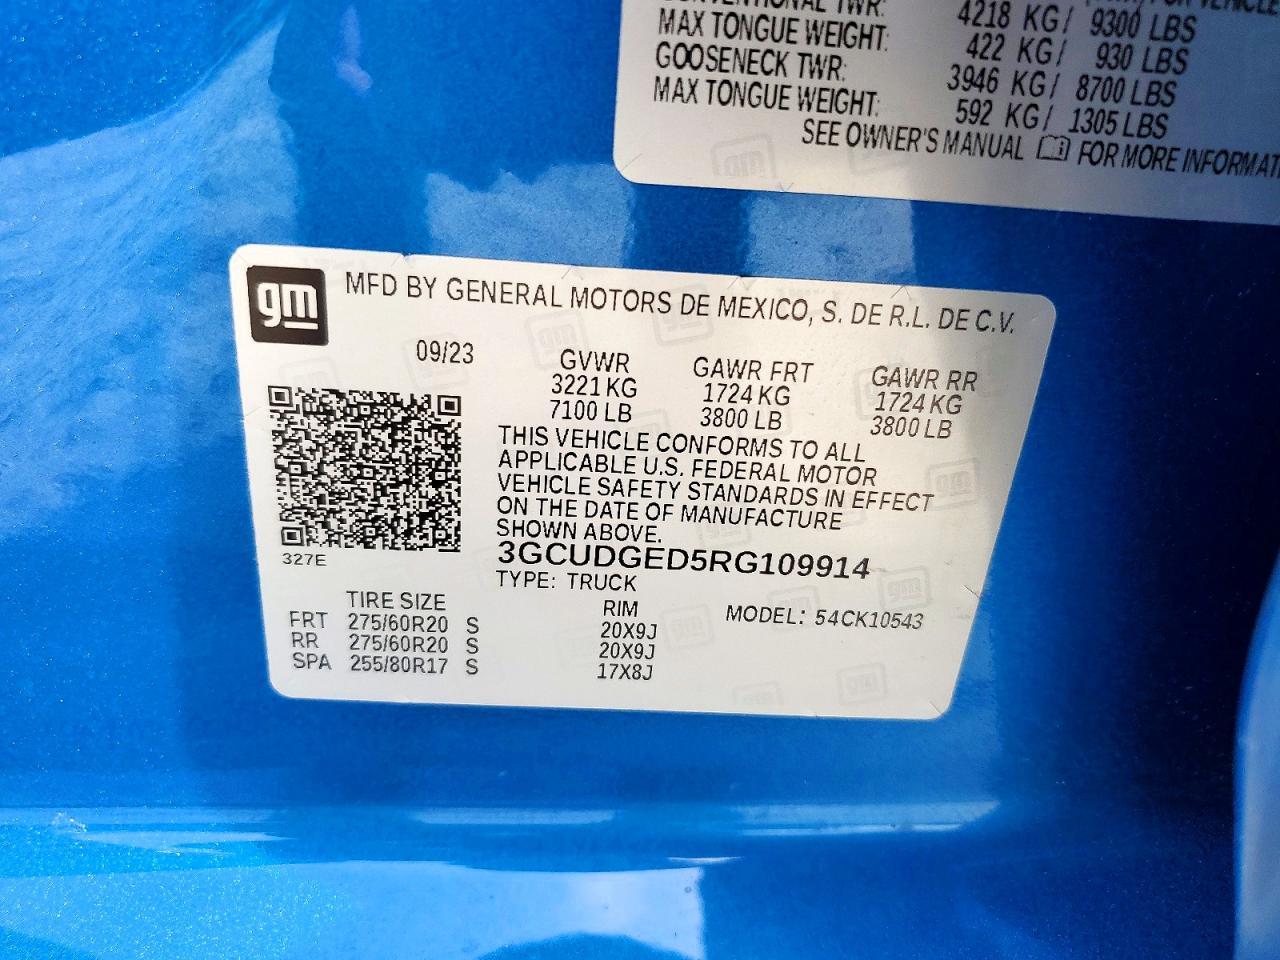 MAX TONGUE WEIGHT: 422 KG/ 930 LBS
GOOSENECK TWR: 3946 KG/ 8700 LBS
MAX TONGUE WEIGHT: 592 KG/ 1305 LBS
SEE OWNER'S MANUAL FOR MORE
gm
MFD BY GENERAL MOTORS DE MEXICO, S. DE R.L. DE C.V.
09/23 GVWR GAWR FRT GAWR RR
3221 KG 1724 KG 1724 KG
7100 LB 3800 LB 3800 LB
THIS VEHICLE CONFORMS TO ALL
APPLICABLE U.S. FEDERAL MOTOR
VEHICLE SAFETY STANDARDS IN EFFECT
ON THE DATE OF MANUFACTURE
SHOWN ABOVE.
327E
3GCUDGED5RG109914
TYPE: TRUCK
MODEL: 54CK10543
TIRE SIZE RIM
FRT 275/60R20 S 20X9J
RR 275/60R20 S 20X9J
SPA 255/80R17 S 17X8J